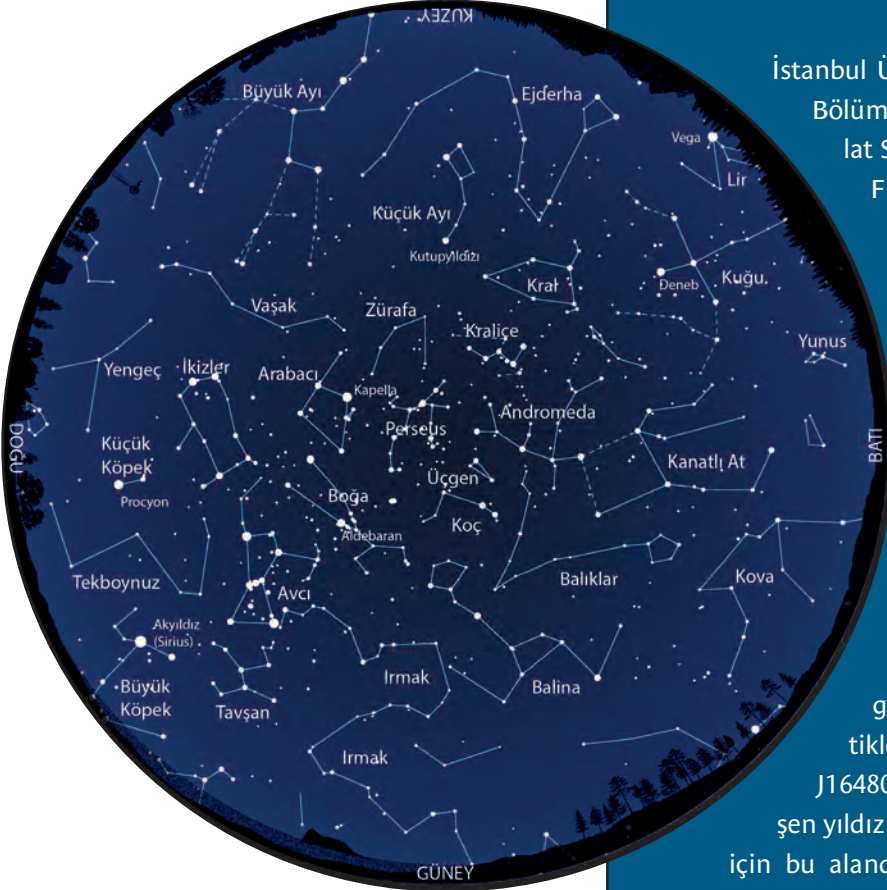 KUZEY
Büyük Ayı
Ejderha
Vega
Lir
Küçük Ayı
Kutupyıldızı
Kral
Deneb
Kuğu
Vaşak
Zürafa
Kraliçe
Yunus
Yengeç
İkizler
Arabacı
Kapella
Perseus
Andromeda
DOĞU
BATI
Küçük
Köpek
Procyon
Üçgen
Kanatlı At
Boğa
Koç
Aldebaran
Tekboynuz
Avcı
Balıklar
Kova
Akyıldız
(Sirius)
Büyük
Köpek
Tavşan
Irmak
Balina
Irmak
GÜNEY
İstanbul Ü
Bölüm
lat S
F
g
tikl
J16480
şen yıldız
için bu aland